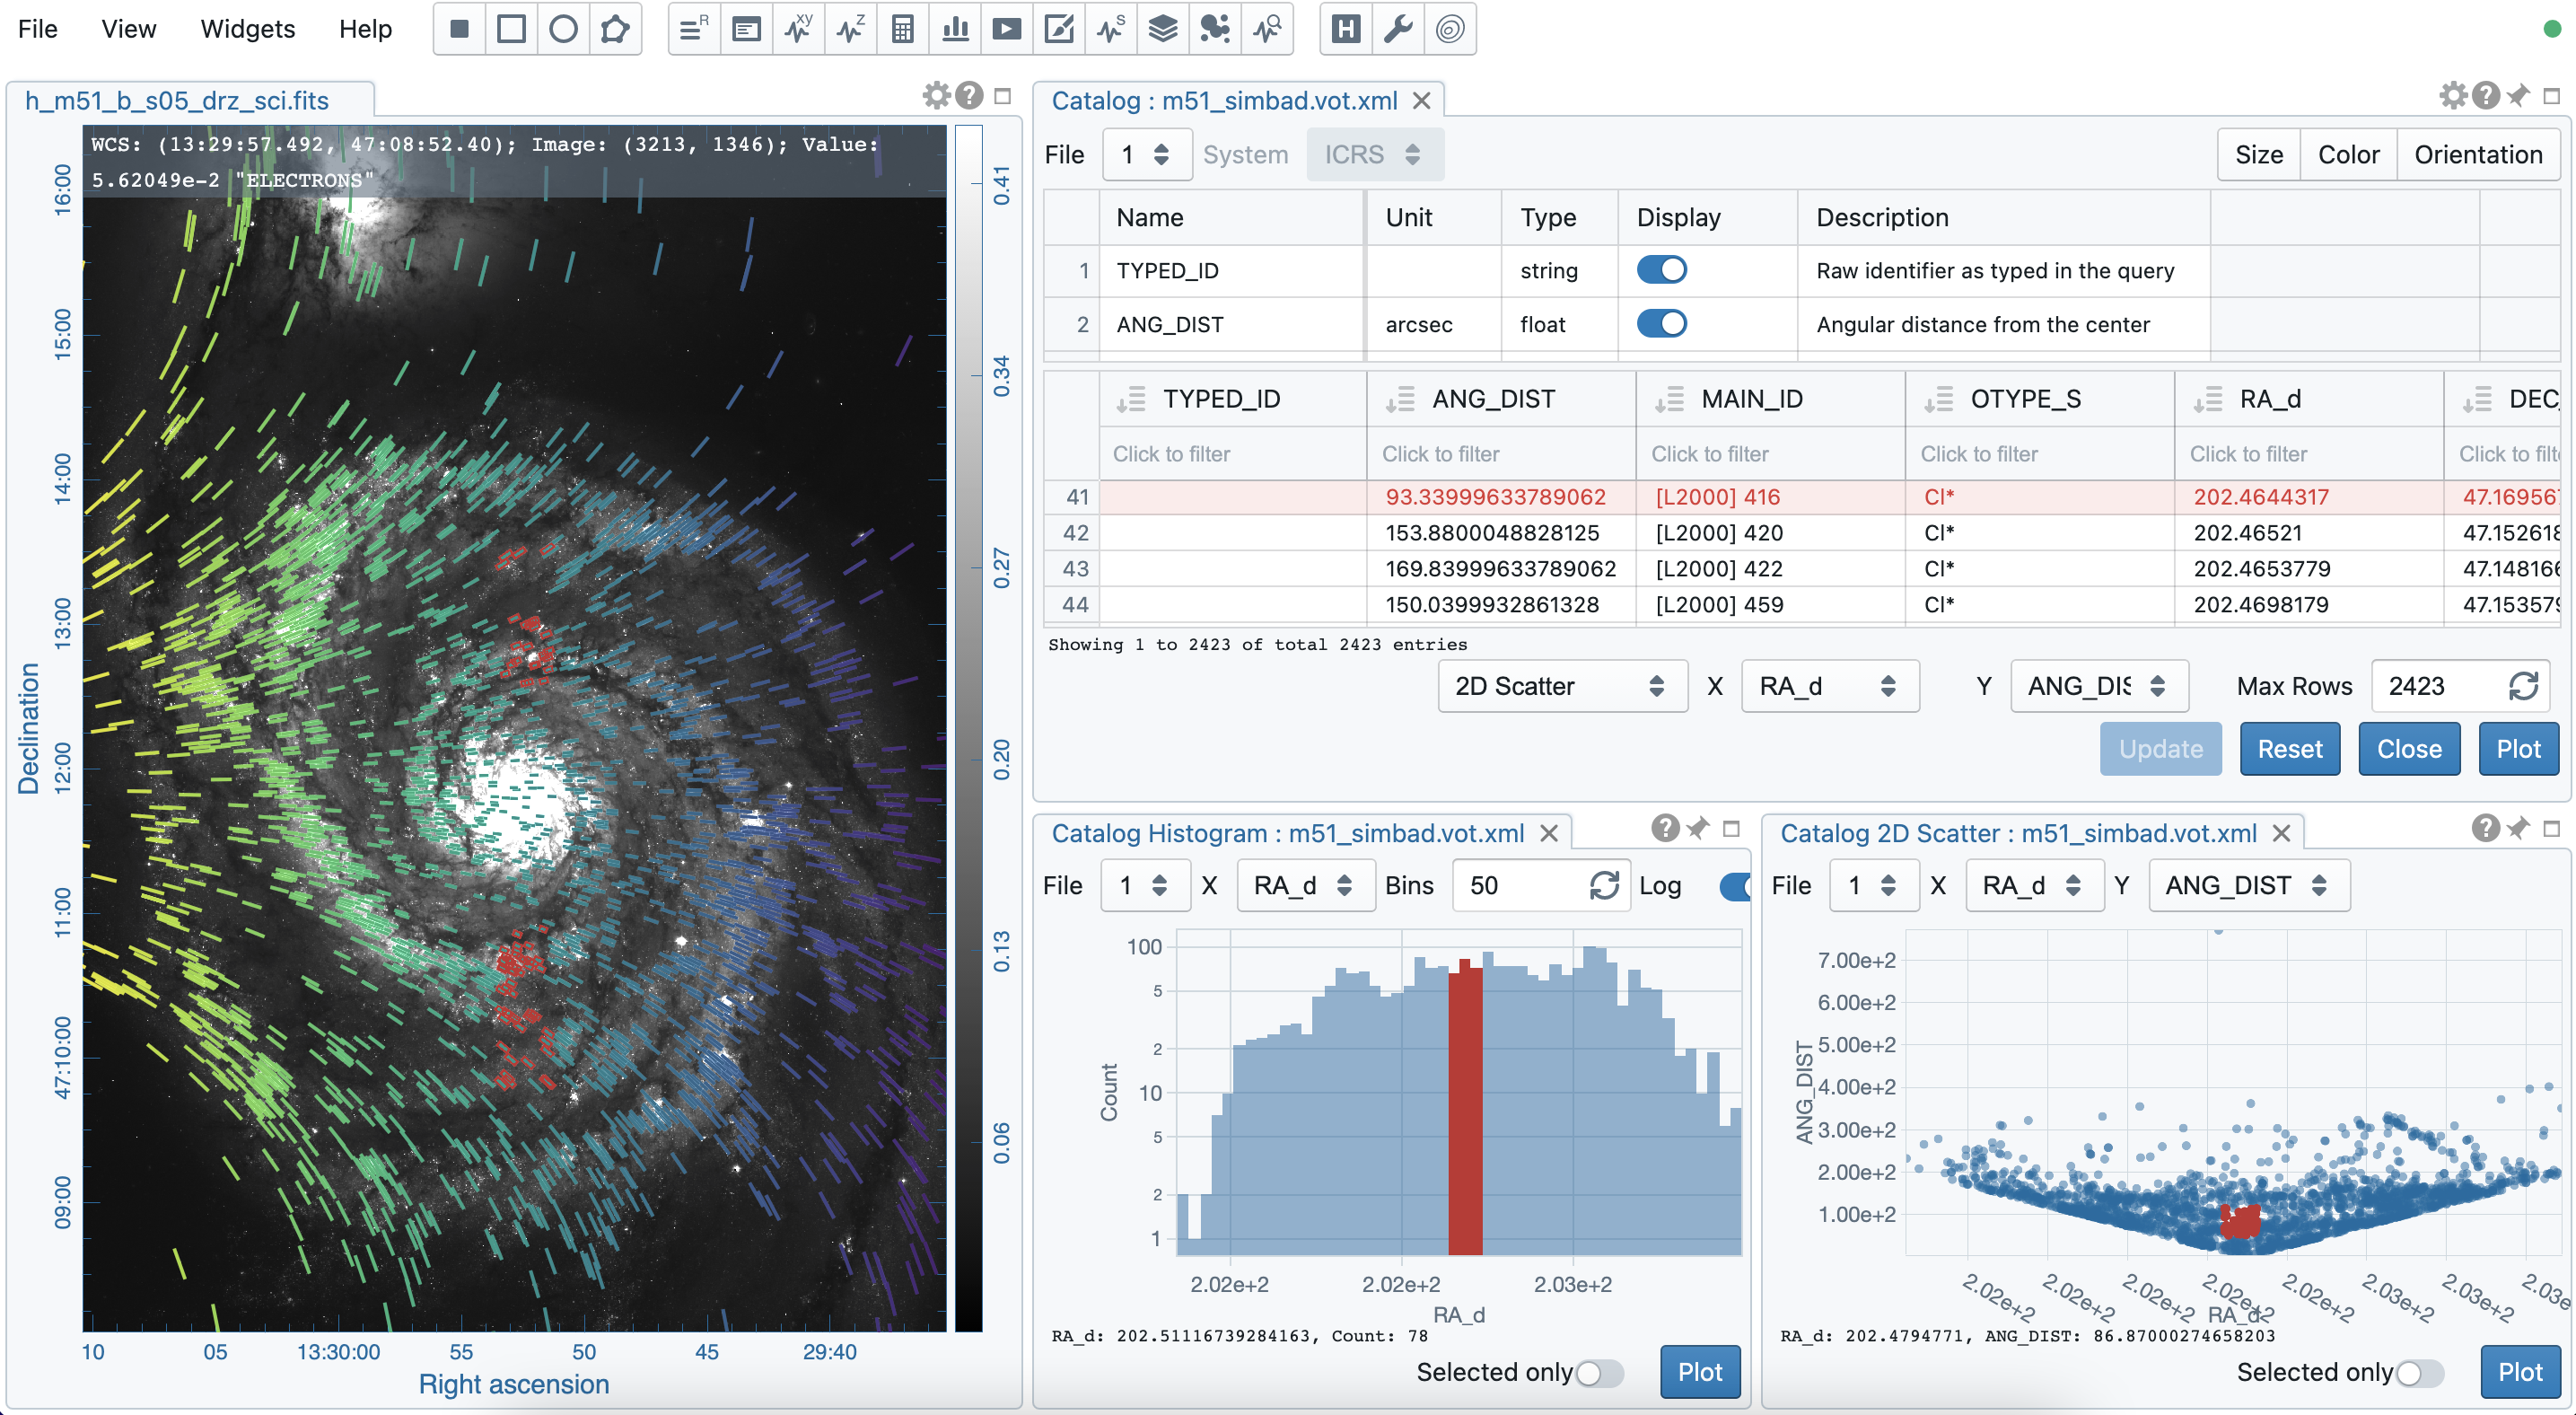 File View Widgets Help
R XY Z S H
h_m51_b_s05_drz_sci.fits
WCS: (13:29:57.492, 47:08:52.40); Image: (3213, 1346); Value:
5.62049e-2 "ELECTRONS"
16:00
15:00
14:00
13:00
12:00
11:00
47:10:00
09:00
Declination
10 05 13:30:00 55 50 45 29:40
Right ascension
0.41
0.34
0.27
0.20
0.13
0.06
Catalog : m51_simbad.vot.xml
File 1 System ICRS Size Color Orientation
Name Unit Type Display Description
1 TYPED_ID string Raw identifier as typed in the query
2 ANG_DIST arcsec float Angular distance from the center
TYPED_ID ANG_DIST MAIN_ID OTYPE_S RA_d DEC_
Click to filter Click to filter Click to filter Click to filter Click to filter Click to filt
41 93.33999633789062 [L2000] 416 Cl* 202.4644317 47.169567
42 153.8800048828125 [L2000] 420 Cl* 202.46521 47.152618
43 169.83999633789062 [L2000] 422 Cl* 202.4653779 47.148166
44 150.0399932861328 [L2000] 459 Cl* 202.4698179 47.153579
Showing 1 to 2423 of total 2423 entries
2D Scatter X RA_d Y ANG_DIS Max Rows 2423
Update Reset Close Plot
Catalog Histogram : m51_simbad.vot.xml
File 1 X RA_d Bins 50 Log
100
5
2
10
5
2
1
Count
2.02e+2 2.02e+2 2.03e+2
RA_d
RA_d: 202.51116739284163, Count: 78
Selected only Plot
Catalog 2D Scatter : m51_simbad.vot.xml
File 1 X RA_d Y ANG_DIST
7.00e+2
6.00e+2
5.00e+2
4.00e+2
3.00e+2
2.00e+2
1.00e+2
ANG_DIST
2.02e+2 2.02e+2 2.02e+2 2.02e+2 2.02e+2 2.03e+2 2.03e+2 2.03e
RA_d
RA_d: 202.4794771, ANG_DIST: 86.87000274658203
Selected only Plot